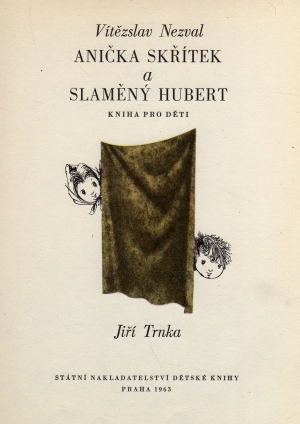 Vítězslav Nezval
ANIČKA SKŘÍTEK
a
SLAMĚNÝ HUBERT
KNIHA PRO DĚTI
Jiří Trnka
STÁTNÍ NAKLADATELSTVÍ DĚTSKÉ KNIHY
PRAHA 1963